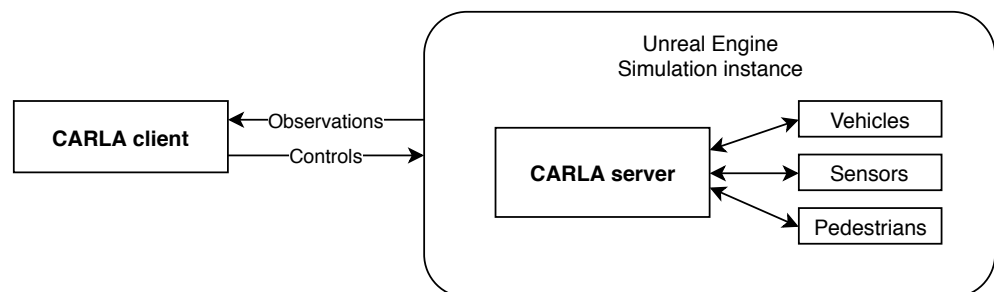 Unreal Engine
Simulation instance
CARLA client
Observations
Controls
CARLA server
Vehicles
Sensors
Pedestrians